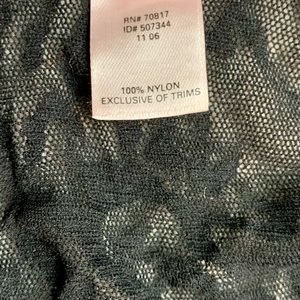 RN# 70817
ID# 507344
11 06
100% NYLON
EXCLUSIVE OF TRIMS